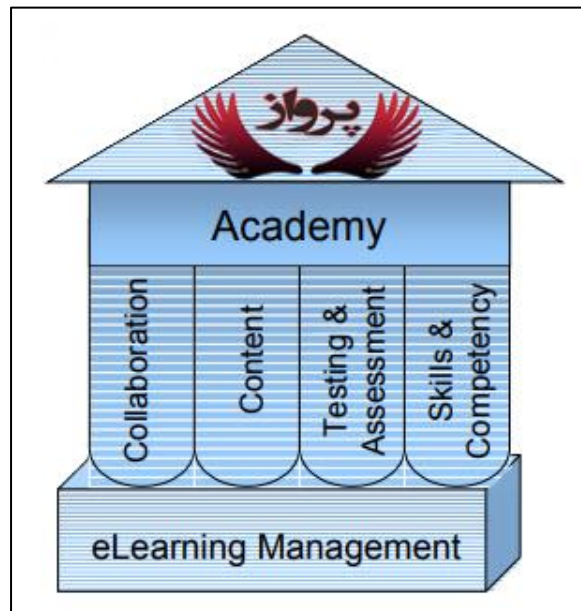 پرواز
Academy
Collaboration
Content
Testing &
Assessment
Skills &
Competency
eLearning Management